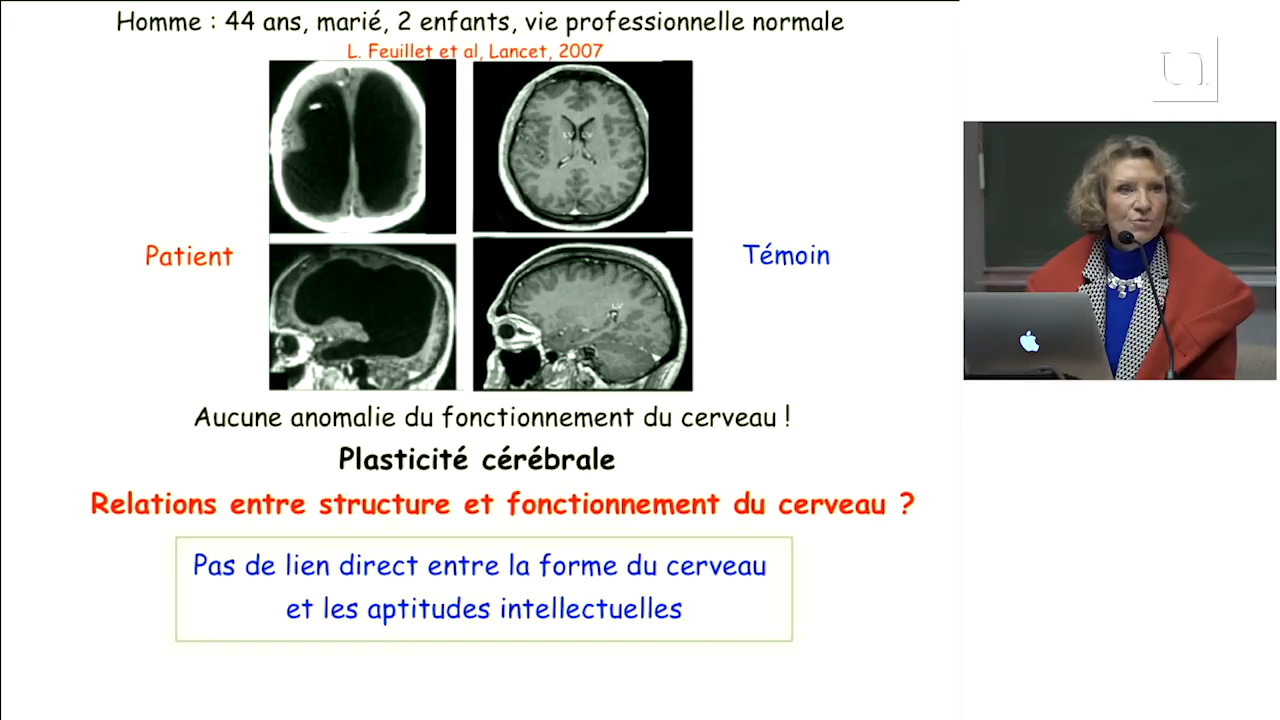 Homme : 44 ans, marié, 2 enfants, vie professionnelle normale
L. Feuillet et al, Lancet, 2007
Patient
Témoin
Aucune anomalie du fonctionnement du cerveau !
Plasticité cérébrale
Relations entre structure et fonctionnement du cerveau ?
Pas de lien direct entre la forme du cerveau
et les aptitudes intellectuelles